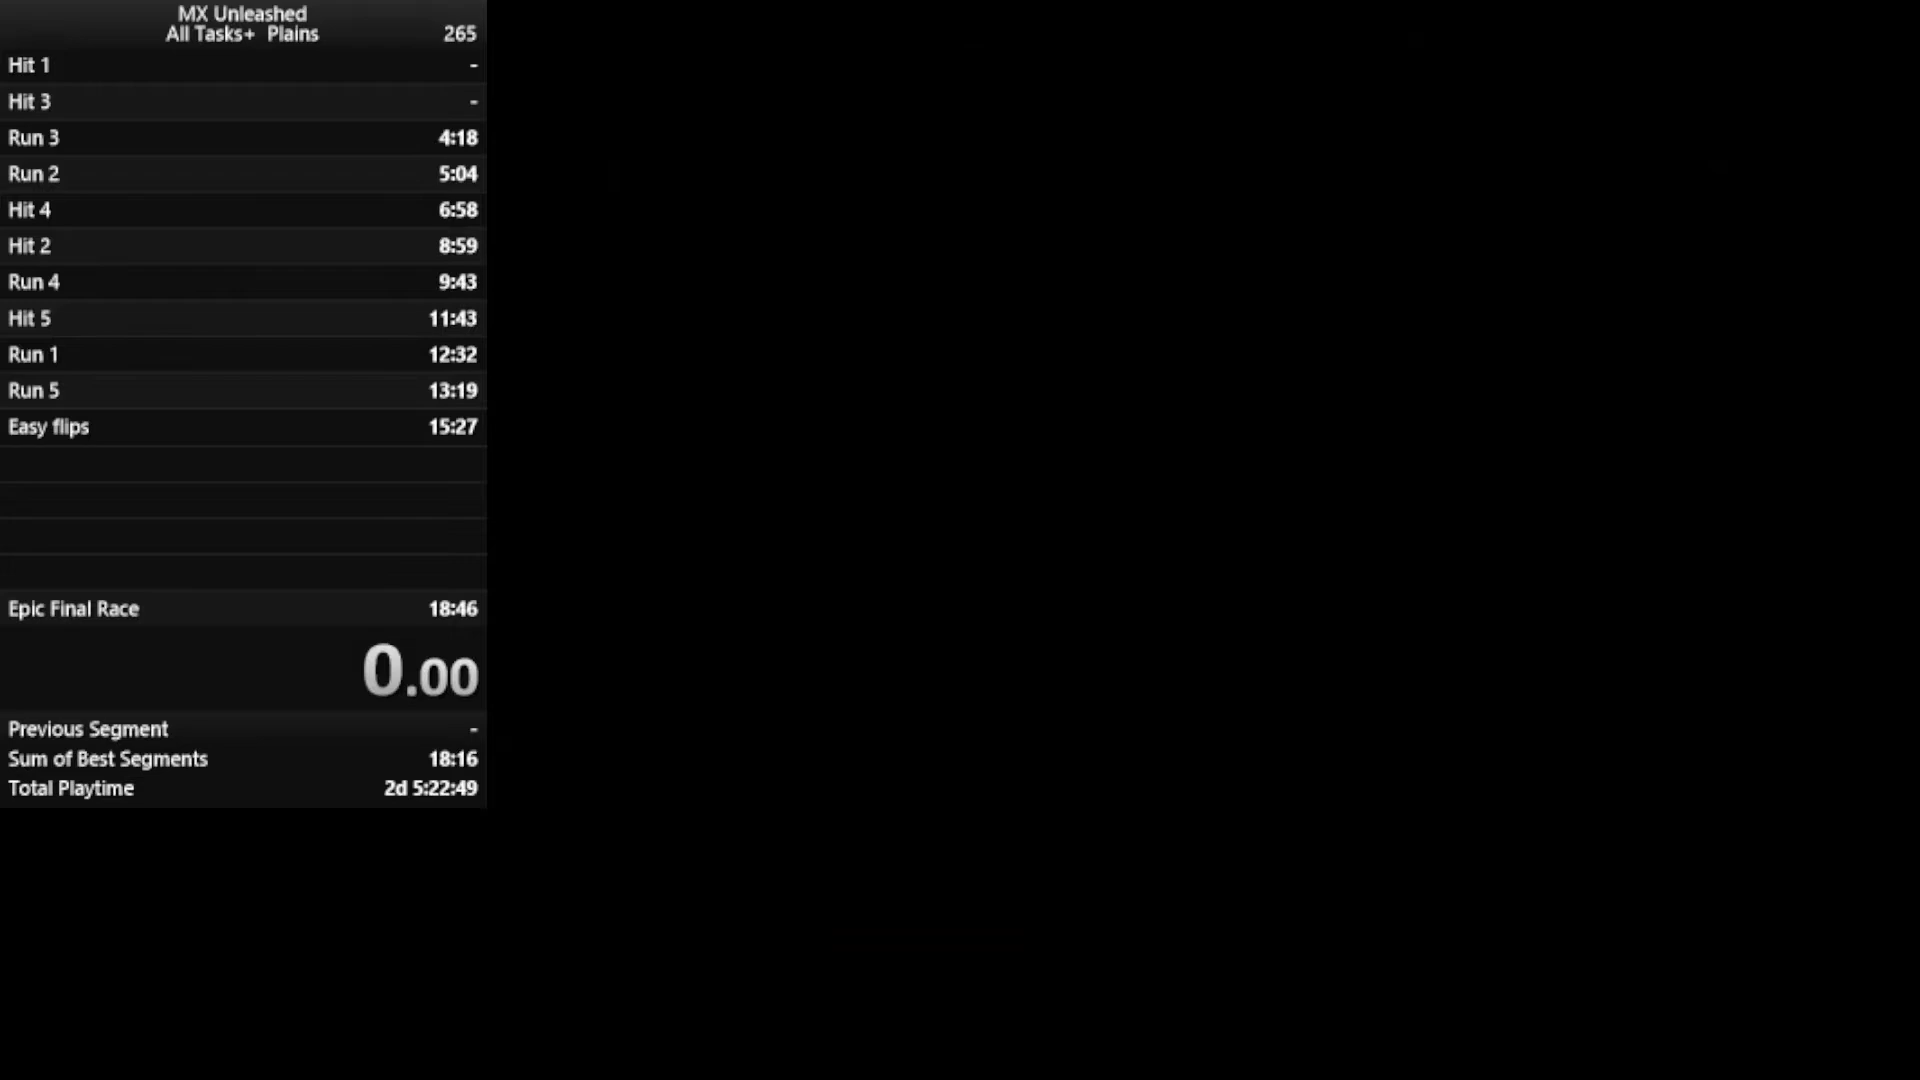 MX Unleashed
All Tasks+ Plains 265
Hit 1 -
Hit 3 -
Run 3 4:18
Run 2 5:04
Hit 4 6:58
Hit 2 8:59
Run 4 9:43
Hit 5 11:43
Run 1 12:32
Run 5 13:19
Easy flips 15:27
Epic Final Race 18:46
0.00
Previous Segment -
Sum of Best Segments 18:16
Total Playtime 2d 5:22:49